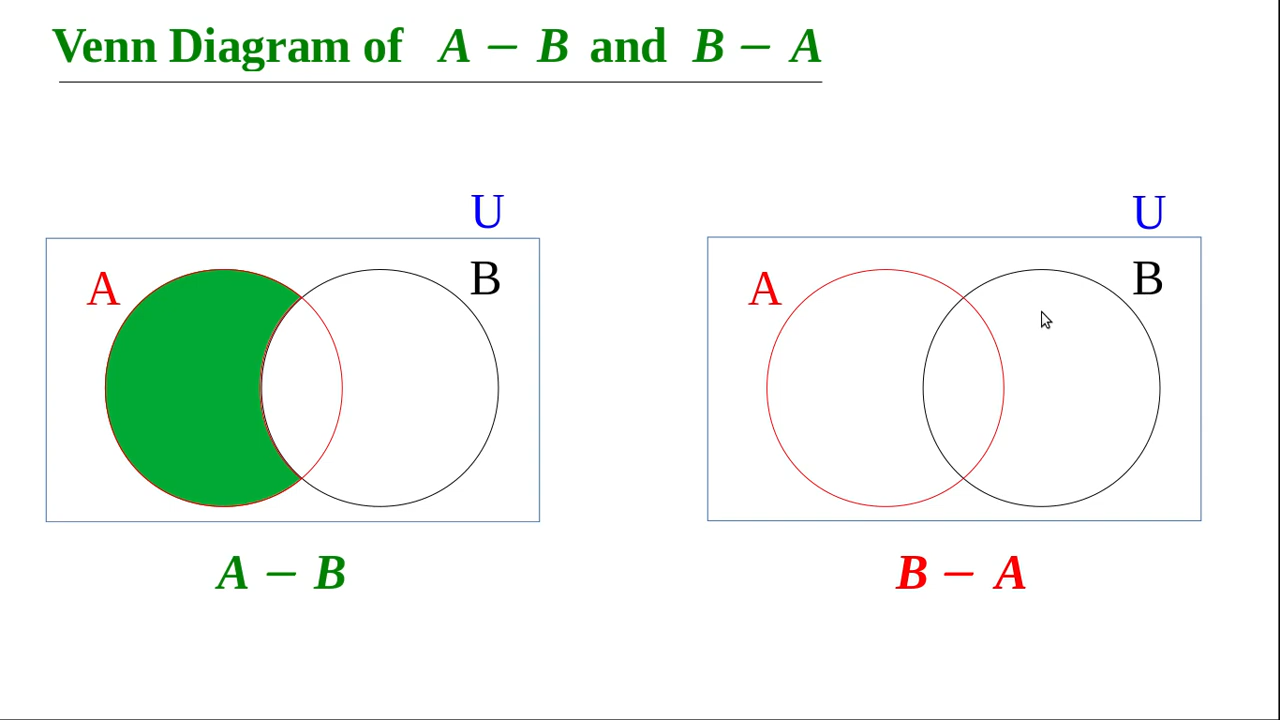 Venn Diagram of A − B and B − A
U U
A B A B
A − B B − A